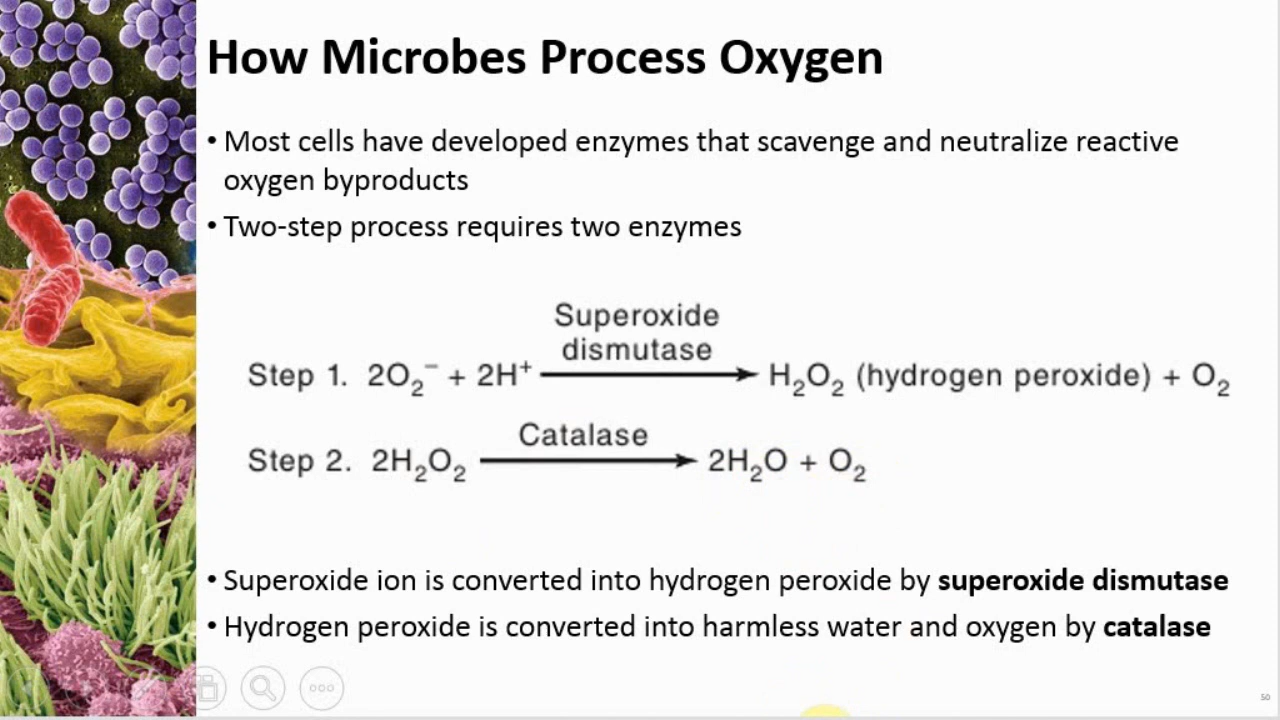 How Microbes Process Oxygen
• Most cells have developed enzymes that scavenge and neutralize reactive
oxygen byproducts
• Two-step process requires two enzymes
Superoxide
dismutase
Step 1. 2O₂⁻ + 2H⁺ → H₂O₂ (hydrogen peroxide) + O₂
Catalase
Step 2. 2H₂O₂ → 2H₂O + O₂
• Superoxide ion is converted into hydrogen peroxide by superoxide dismutase
• Hydrogen peroxide is converted into harmless water and oxygen by catalase
50